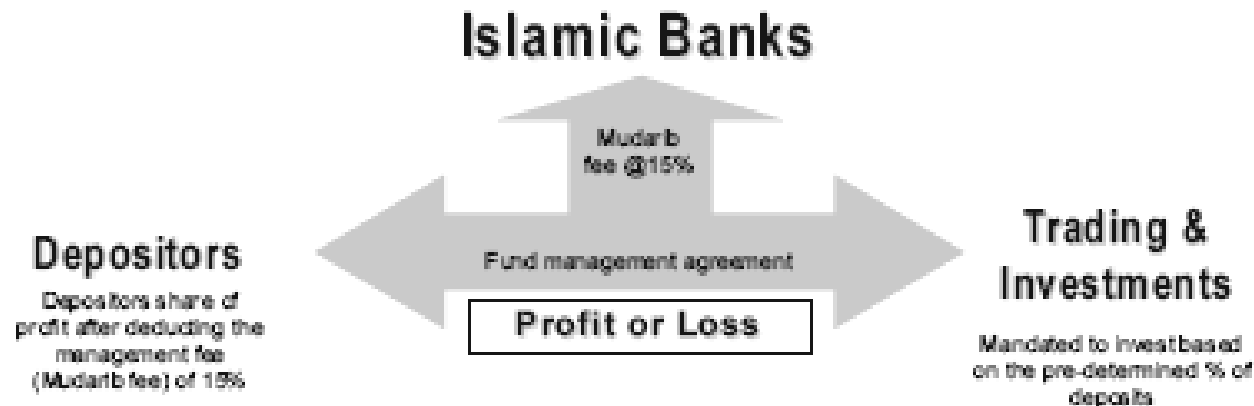 Islamic Banks
Mudarib
fee @15%
Fund management agreement
Profit or Loss
Depositors
Depositors share of
profit after deducting the
management fee
(Mudarib fee) of 15%
Trading &
Investments
Mandated to invest based
on the pre-determined % of
deposits